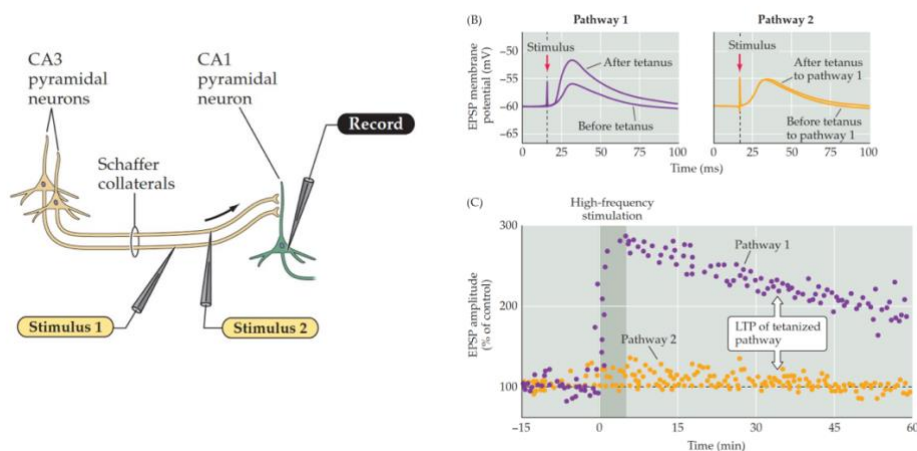 CA3
pyramidal
neurons
CA1
pyramidal
neuron
Record
Schaffer
collaterals
Stimulus 1
Stimulus 2
(B)
Pathway 1
Pathway 2
EPSP membrane
potential (mV)
−50
−55
−60
−65
Stimulus
After tetanus
Before tetanus
0
25
50
75
100
Stimulus
After tetanus
to pathway 1
Before tetanus
to pathway 1
0
25
50
75
100
Time (ms)
(C)
High-frequency
stimulation
EPSP amplitude
(% of control)
300
200
100
Pathway 1
LTP of tetanized
pathway
Pathway 2
−15
0
15
30
45
60
Time (min)